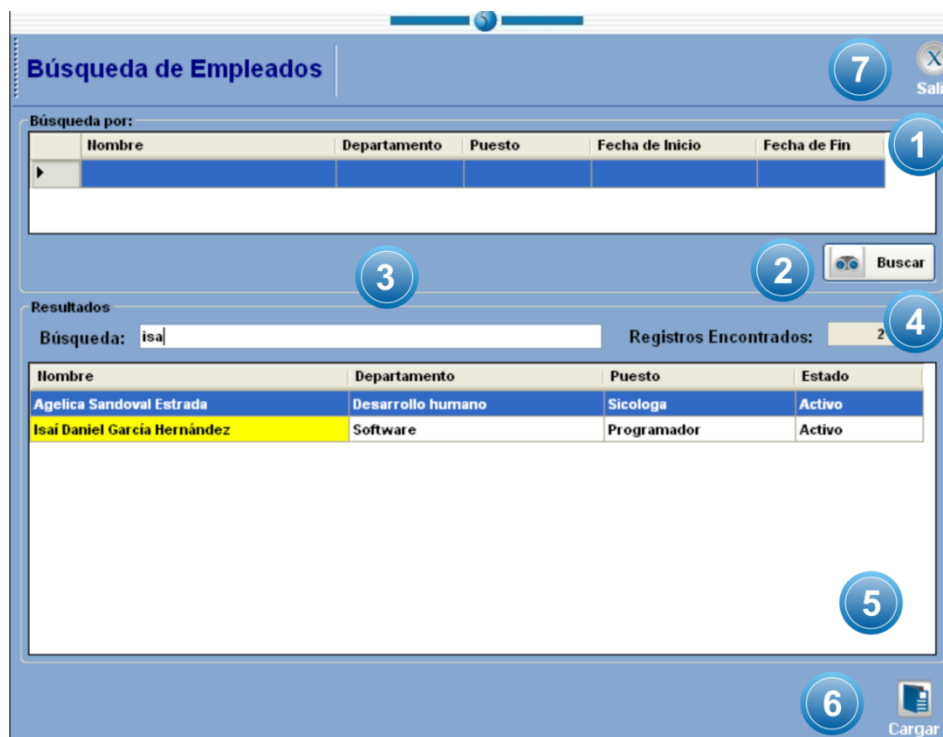 Búsqueda de Empleados
7
X
Sali
Búsqueda por:
1
Nombre Departamento Puesto Fecha de Inicio Fecha de Fin
2
Buscar
3
Resultados
4
Búsqueda: isa Registros Encontrados: 2
Nombre Departamento Puesto Estado
Agelica Sandoval Estrada Desarrollo humano Sicologa Activo
Isaí Daniel García Hernández Software Programador Activo
5
6
Cargar